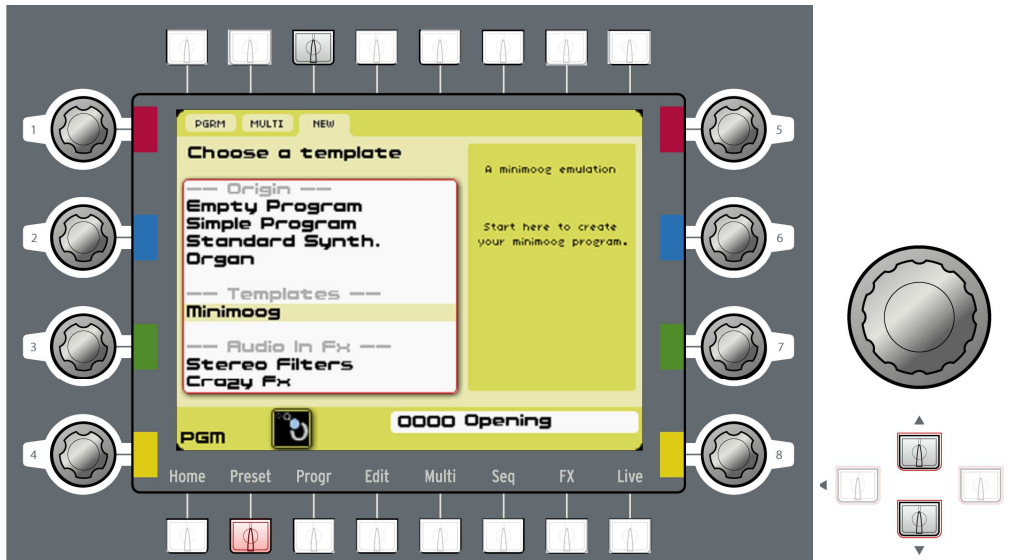 PGRM MULTI NEW
Choose a template
-- Origin --
Empty Program
Simple Program
Standard Synth.
Organ
-- Templates --
Minimoog
-- Audio In Fx --
Stereo Filters
Crazy Fx
A minimoog emulation
Start here to create
your minimoog program.
PGM
0000 Opening
Home Preset Progr Edit Multi Seq FX Live
1
2
3
4
5
6
7
8